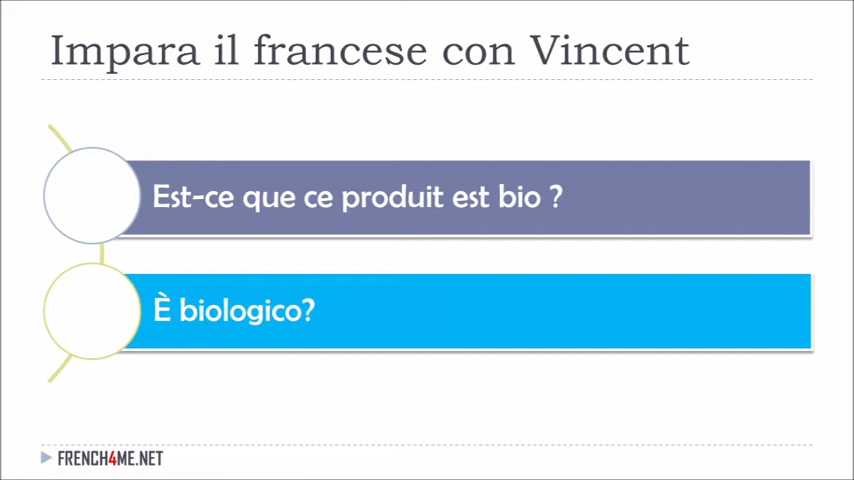 Impara il francese con Vincent
Est-ce que ce produit est bio ?
È biologico?
FRENCH4ME.NET